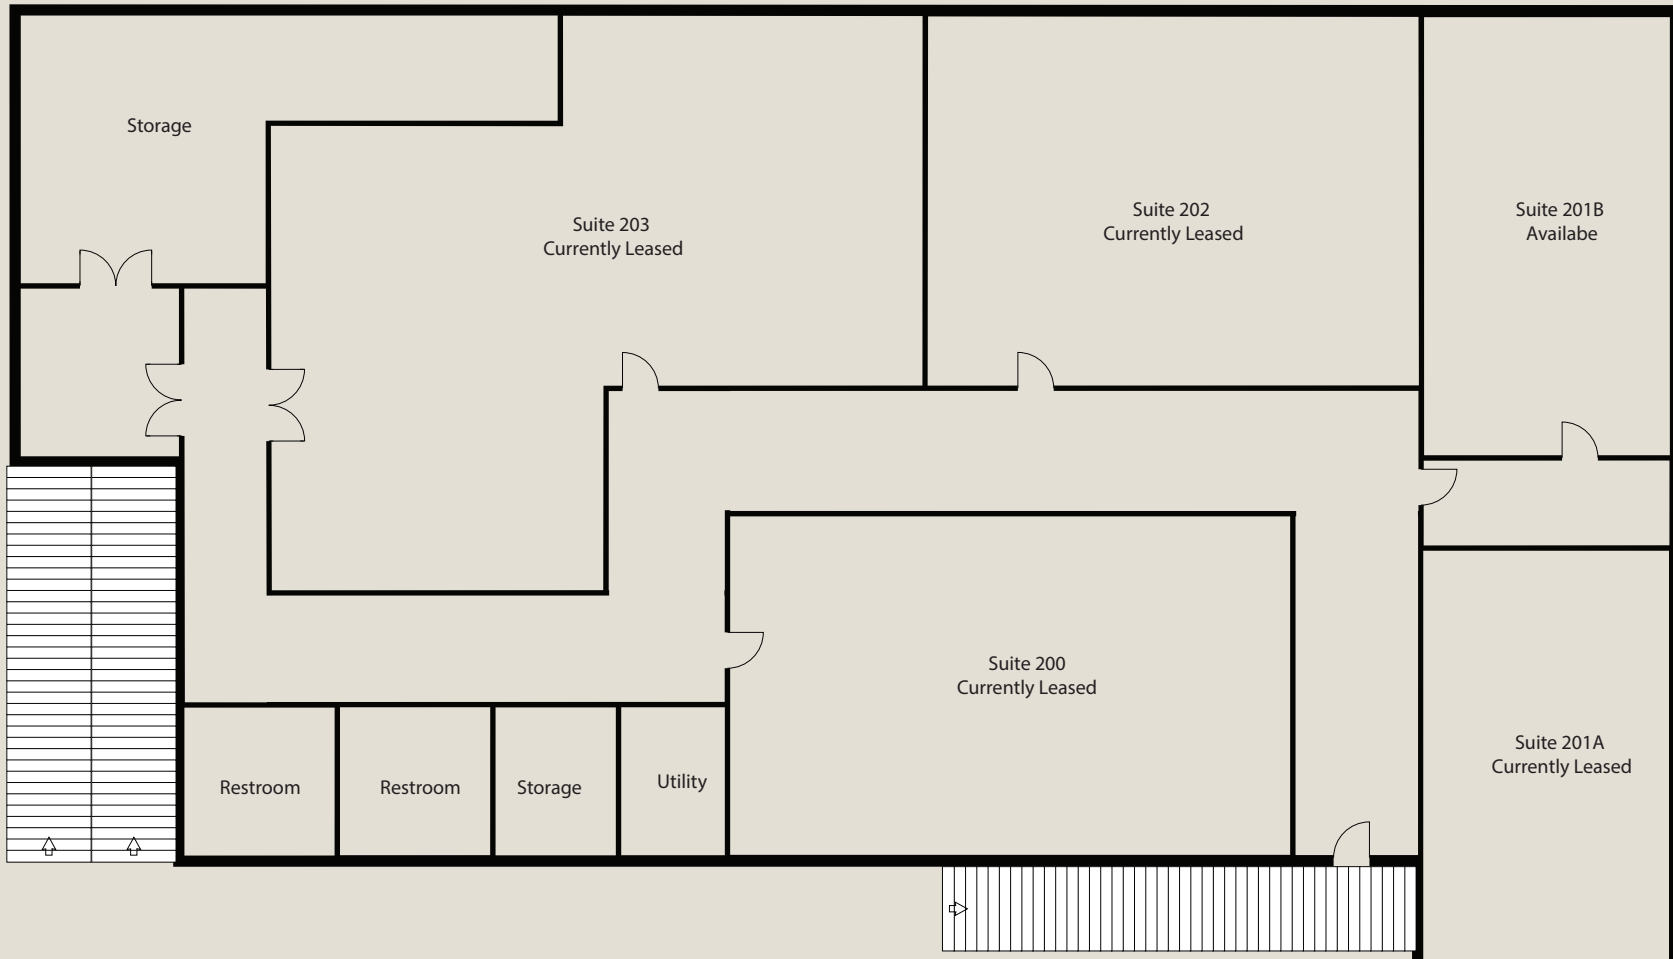 Storage
Suite 203
Currently Leased
Suite 202
Currently Leased
Suite 201B
Availabe
Suite 200
Currently Leased
Suite 201A
Currently Leased
Restroom
Restroom
Storage
Utility